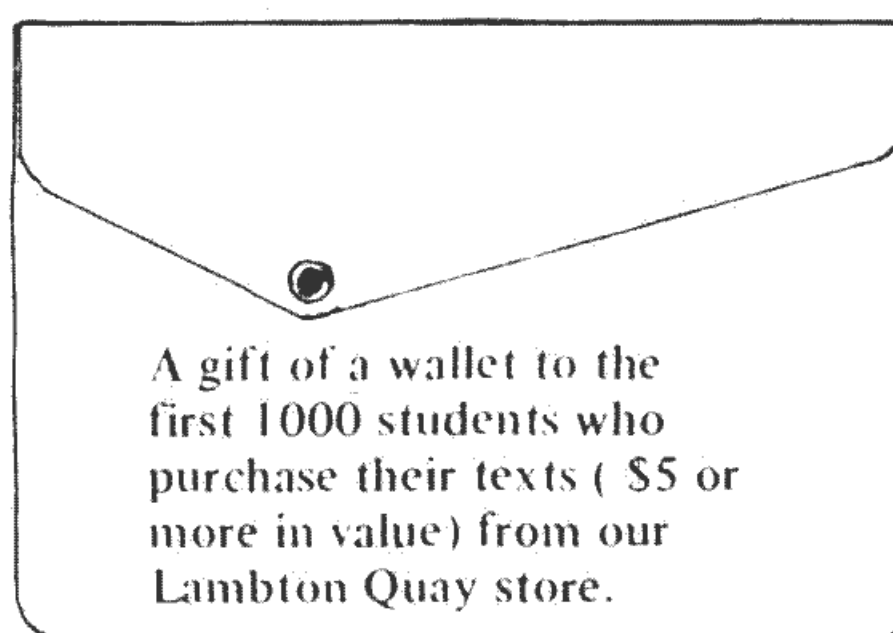 A gift of a wallet to the
first 1000 students who
purchase their texts ( $5 or
more in value) from our
Lambton Quay store.